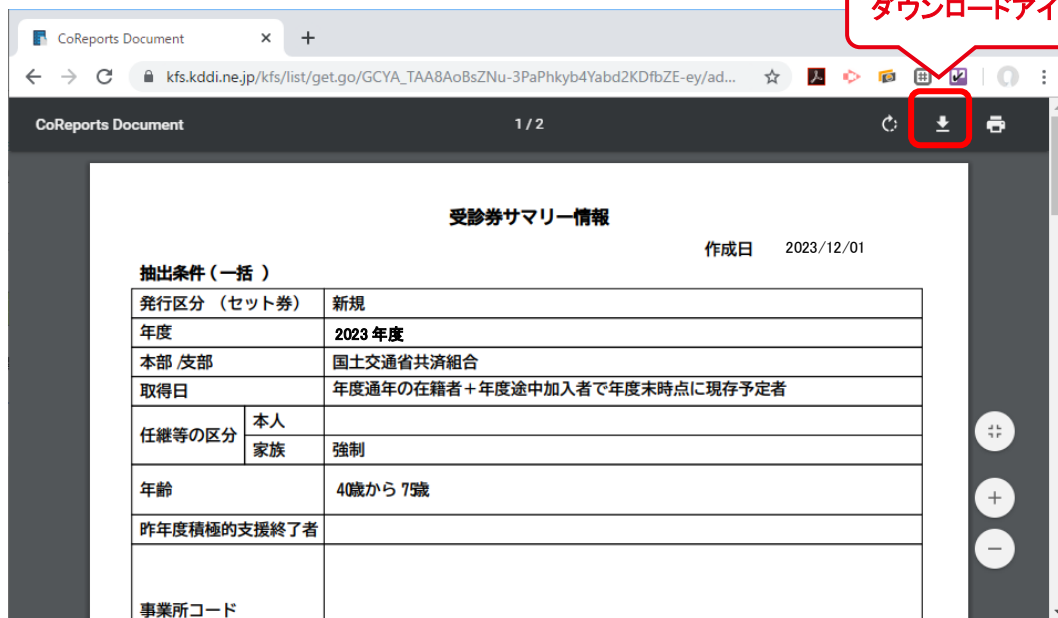 ダウンロードアイ
CoReports Document
kfs.kddi.ne.jp/kfs/list/get.go/GCYA_TAA8AoBsZNu-3PaPhkyb4Yabd2KDfbZE-ey/ad...
CoReports Document 1 / 2
受診券サマリー情報
作成日 2023/12/01
抽出条件 ( 一括 )
発行区分 (セット券) 新規
年度 2023 年度
本部 /支部 国土交通省共済組合
取得日 年度通年の在籍者+年度途中加入者で年度末時点に現存予定者
任継等の区分 本人
家族 強制
年齢 40歳から 75歳
昨年度積極的支援終了者
事業所コード